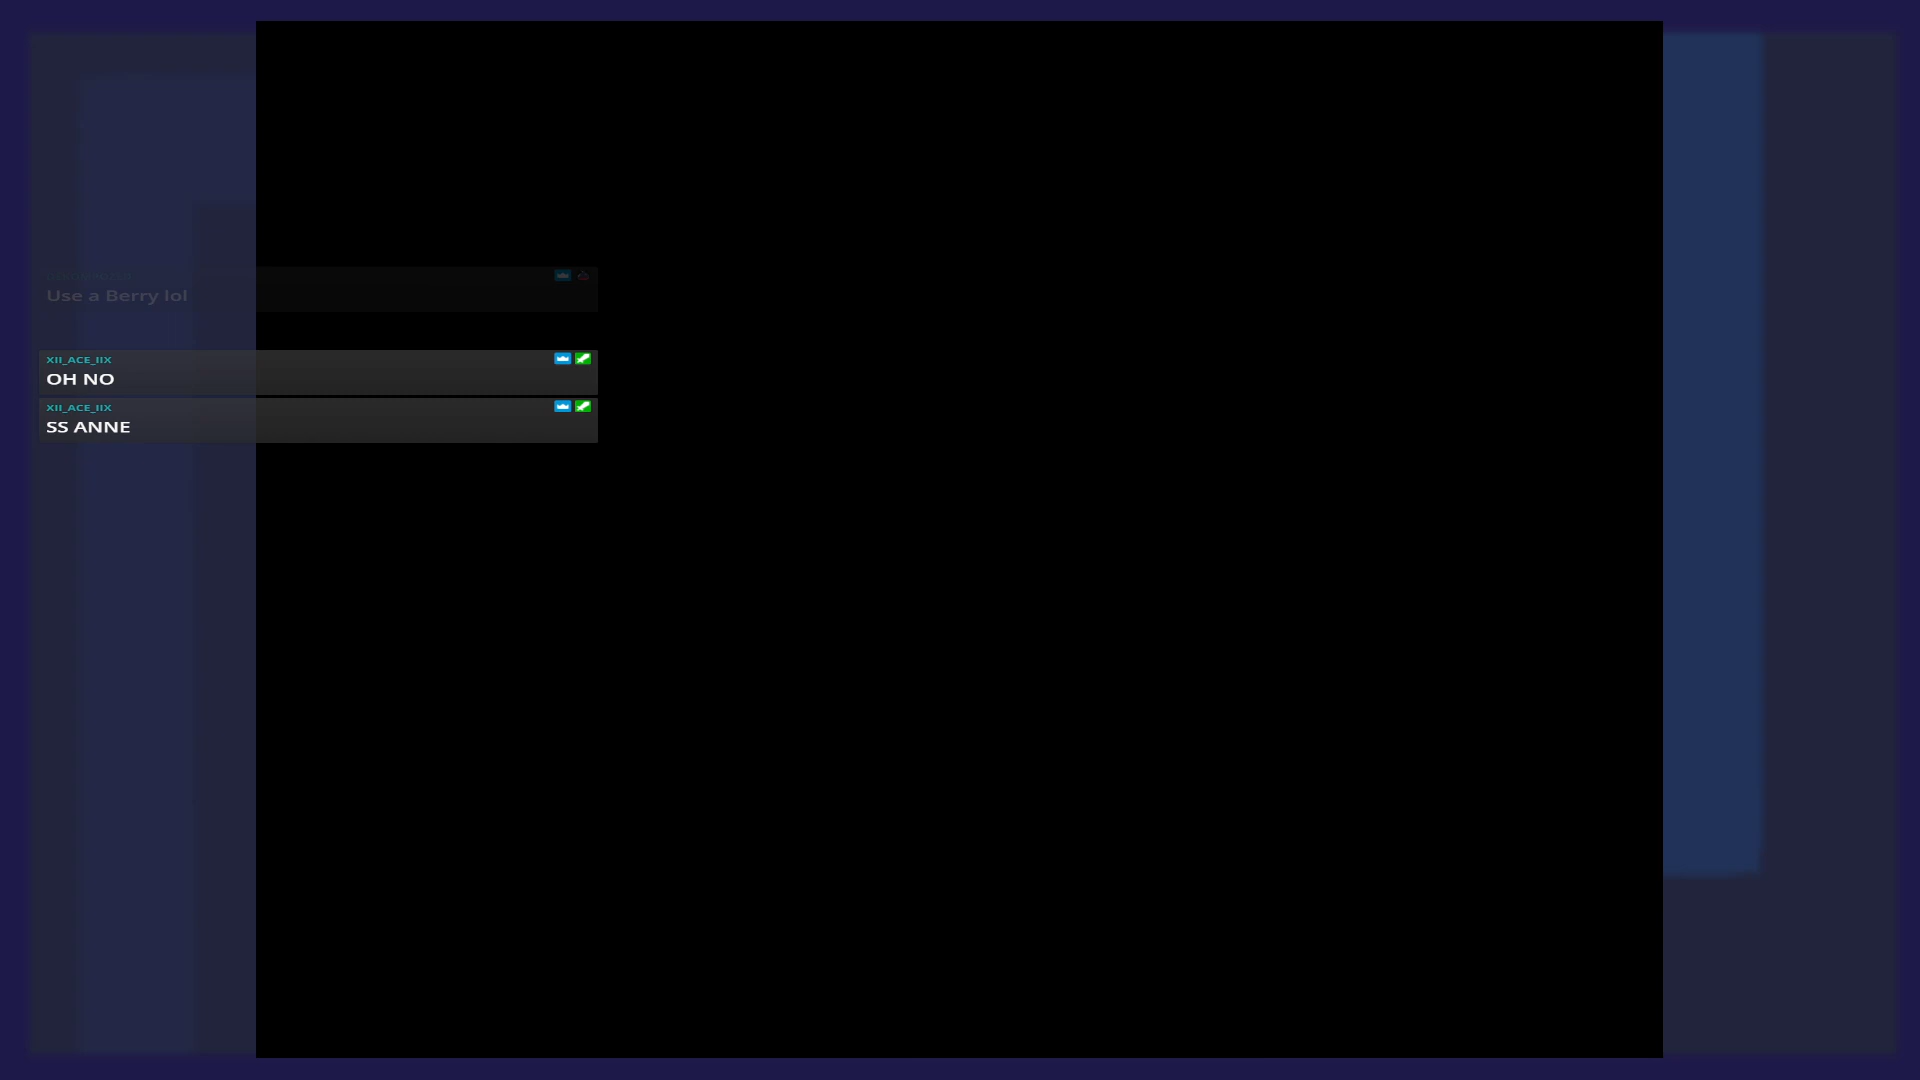 Use a Berry lol
XII_ACE_IIX
OH NO
XII_ACE_IIX
SS ANNE